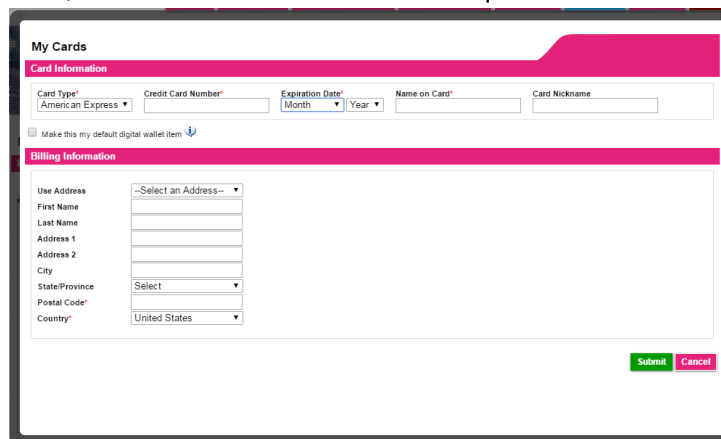 My Cards
Card Information
Card Type* Credit Card Number* Expiration Date* Name on Card* Card Nickname
American Express Month Year
Make this my default digital wallet item
Billing Information
Use Address --Select an Address--
First Name
Last Name
Address 1
Address 2
City
State/Province Select
Postal Code*
Country* United States
Submit Cancel